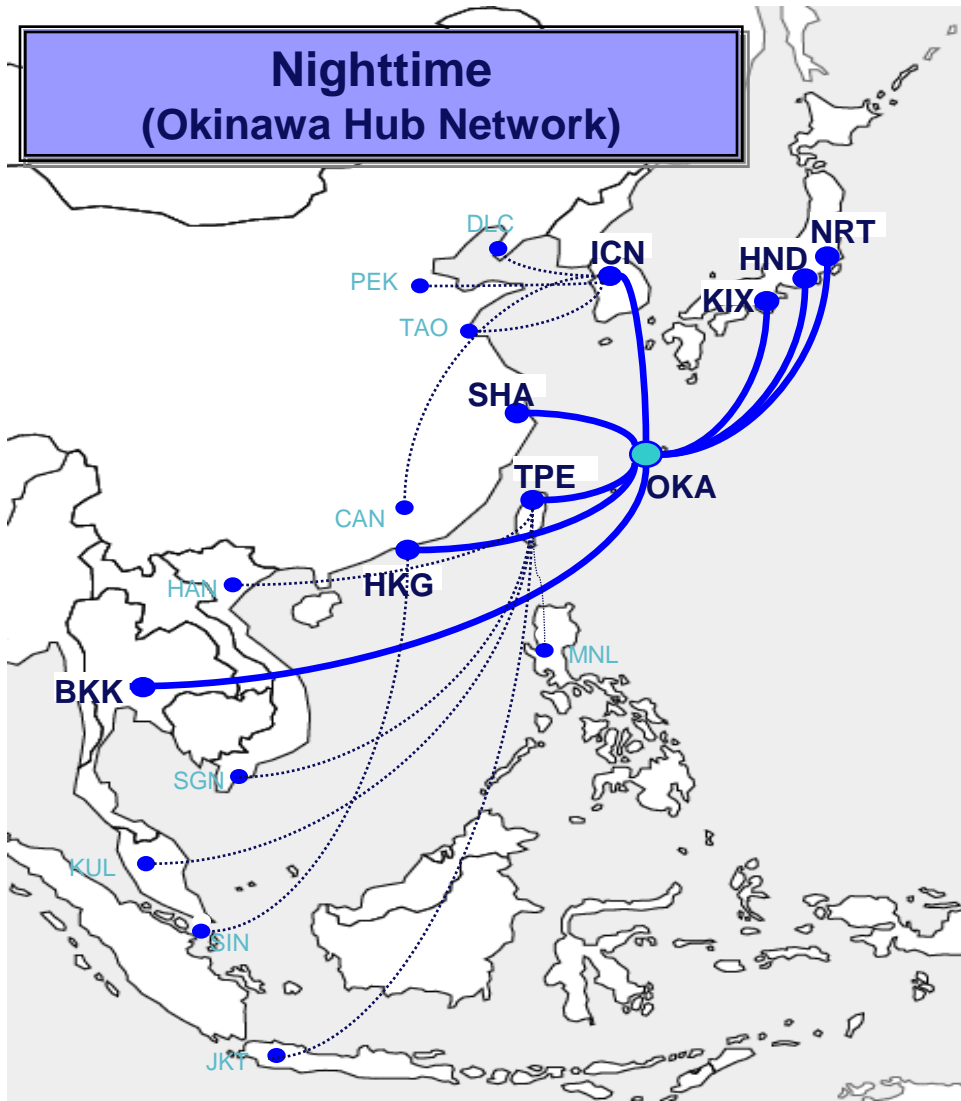 Nighttime
(Okinawa Hub Network)
DLC
ICN
NRT
HND
PEK
KIX
TAO
SHA
TPE
OKA
CAN
HAN
HKG
MNL
BKK
SGN
KUL
SIN
JKT